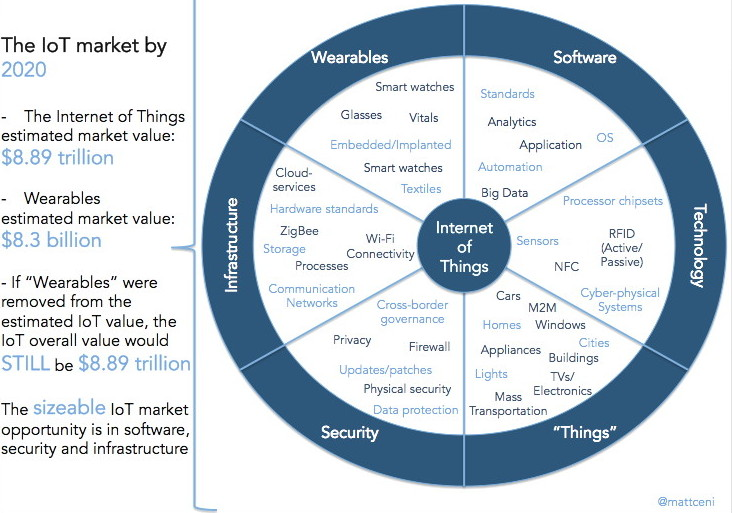 The IoT market by
2020
- The Internet of Things
estimated market value:
$8.89 trillion
- Wearables
estimated market value:
$8.3 billion
- If “Wearables” were
removed from the
estimated IoT value, the
IoT overall value would
STILL be $8.89 trillion
The sizeable IoT market
opportunity is in software,
security and infrastructure
Wearables
Smart watches
Glasses
Vitals
Embedded/Implanted
Smart watches
Textiles
Software
Standards
Analytics
OS
Application
Automation
Big Data
Technology
Processor chipsets
Sensors
RFID
(Active/
Passive)
NFC
Cyber-physical
Systems
“Things”
Cars
M2M
Homes
Windows
Cities
Appliances
Buildings
Lights
TVs/
Electronics
Mass
Transportation
Security
Cross-border
governance
Privacy
Firewall
Updates/patches
Physical security
Data protection
Infrastructure
Cloud-
services
Hardware standards
ZigBee
Wi-Fi
Connectivity
Storage
Processes
Communication
Networks
Internet
of
Things
@mattceni